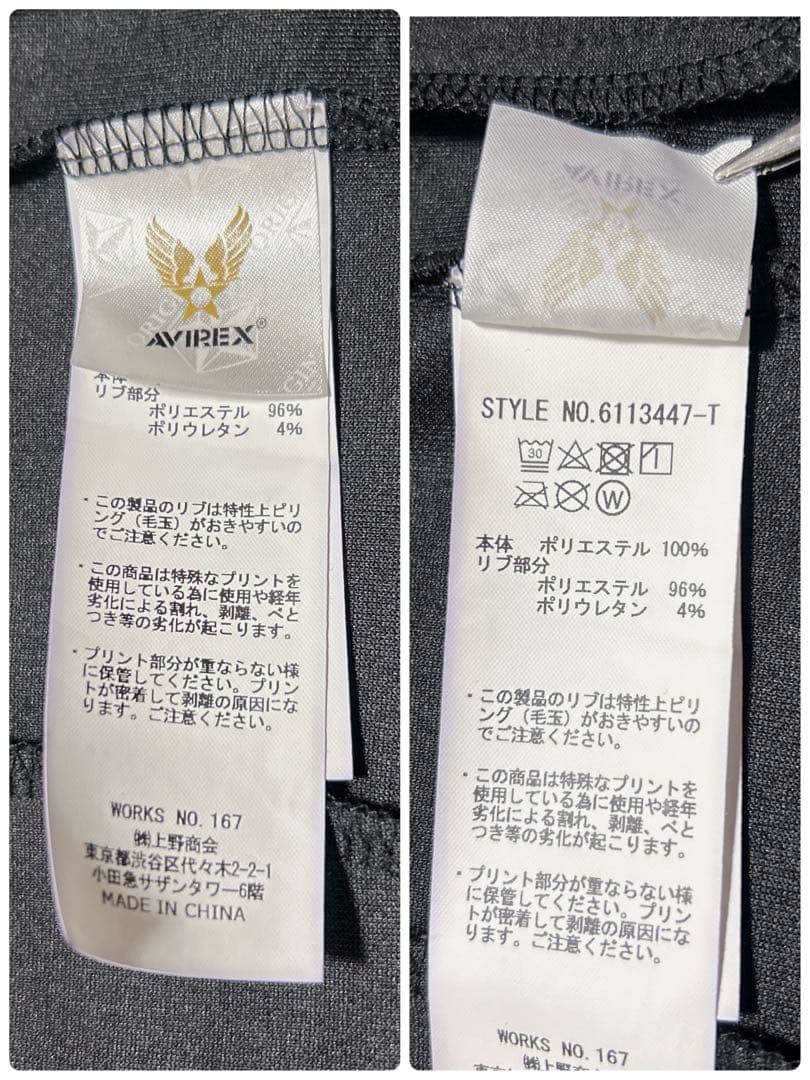 AVIREX®
本体
リブ部分
ポリエステル 96%
ポリウレタン 4%
・この製品のリブは特性上ピリ
ング（毛玉）がおきやすいの
でご注意ください。
・この商品は特殊なプリントを
使用している為に使用や経年
劣化による割れ、剥離、べと
つき等の劣化が起こります。
・プリント部分が重ならない様
に保管してください。プリン
トが密着して剥離の原因にな
ります。ご注意ください。
WORKS NO. 167
㈱上野商会
東京都渋谷区代々木2-2-1
小田急サザンタワー6階
MADE IN CHINA
AVIREX
STYLE NO.6113447-T
30
1
W
本体 ポリエステル 100%
リブ部分
ポリエステル 96%
ポリウレタン 4%
・この製品のリブは特性上ピリ
ング（毛玉）がおきやすいの
でご注意ください。
・この商品は特殊なプリントを
使用している為に使用や経年
劣化による割れ、剥離、べと
つき等の劣化が起こります。
・プリント部分が重ならない様
に保管してください。プリン
トが密着して剥離の原因にな
ります。ご注意ください。
WORKS NO. 167
㈱上野商会